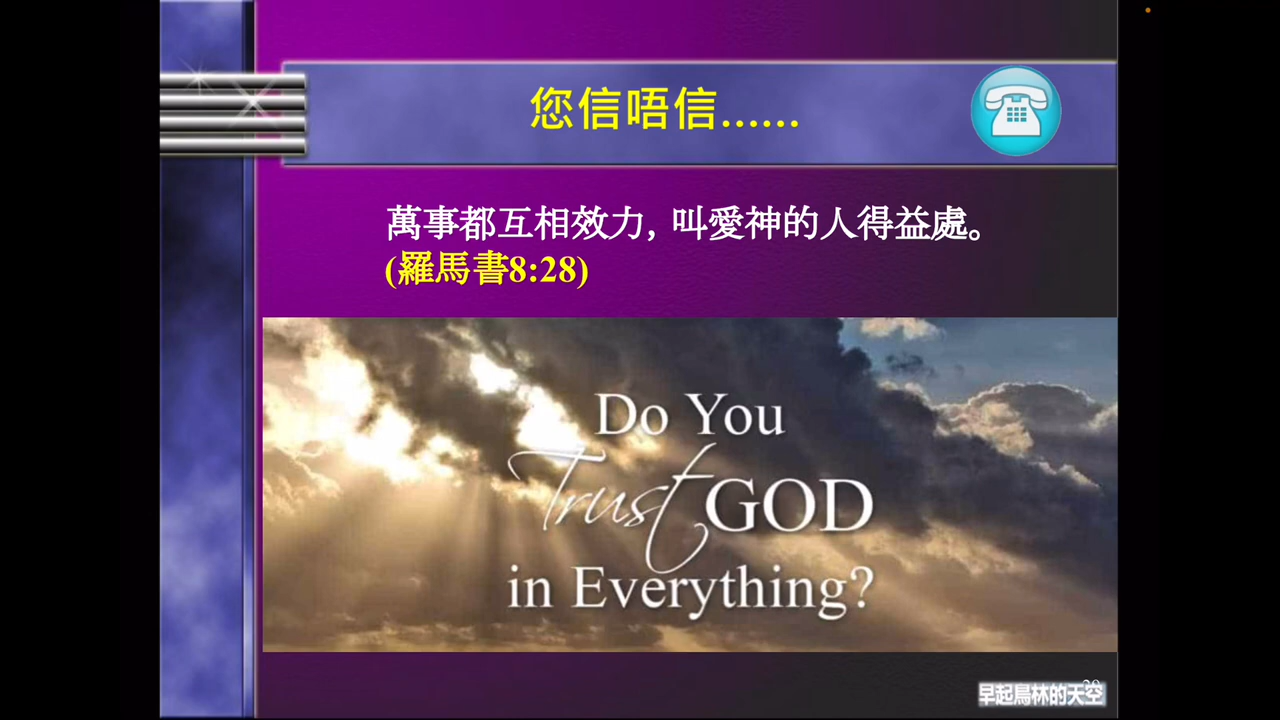 您信唔信......
萬事都互相效力，叫愛神的人得益處。
(羅馬書8:28)
Do You
Trust GOD
in Everything?
早起鳥林的天空